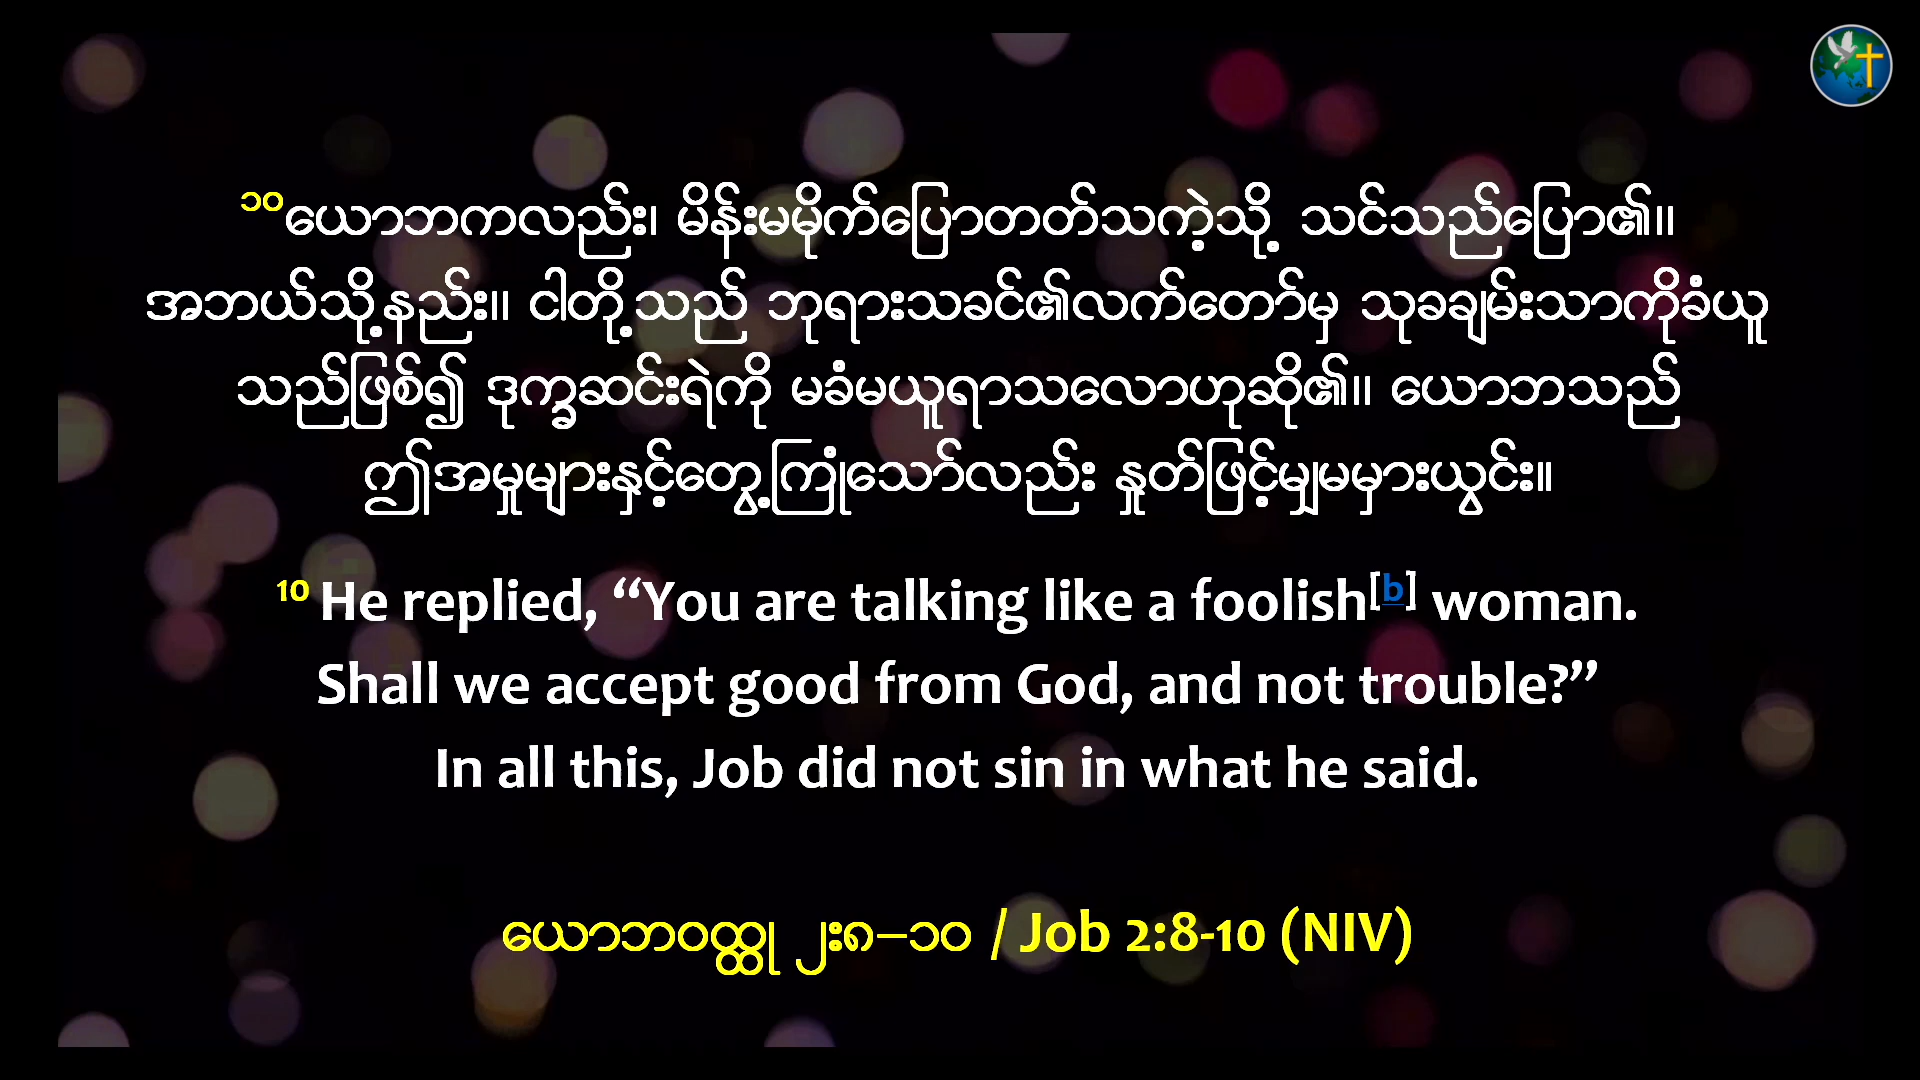 ၁၀ယောဘကလည်း၊ မိန်းမမိုက်ပြောတတ်သကဲ့သို့ သင်သည်ပြော၏။
အဘယ်သို့နည်း။ ငါတို့သည် ဘုရားသခင်၏လက်တော်မှ သုခချမ်းသာကိုခံယူ
သည်ဖြစ်၍ ဒုက္ခဆင်းရဲကို မခံမယူရာသလောဟုဆို၏။ ယောဘသည်
ဤအမှုများနှင့်တွေ့ကြုံသော်လည်း နှုတ်ဖြင့်မျှမမှားယွင်း။
10 He replied, “You are talking like a foolish[b] woman.
Shall we accept good from God, and not trouble?”
In all this, Job did not sin in what he said.
ယောဘဝတ္ထု ၂း၈–၁၀ / Job 2:8-10 (NIV)